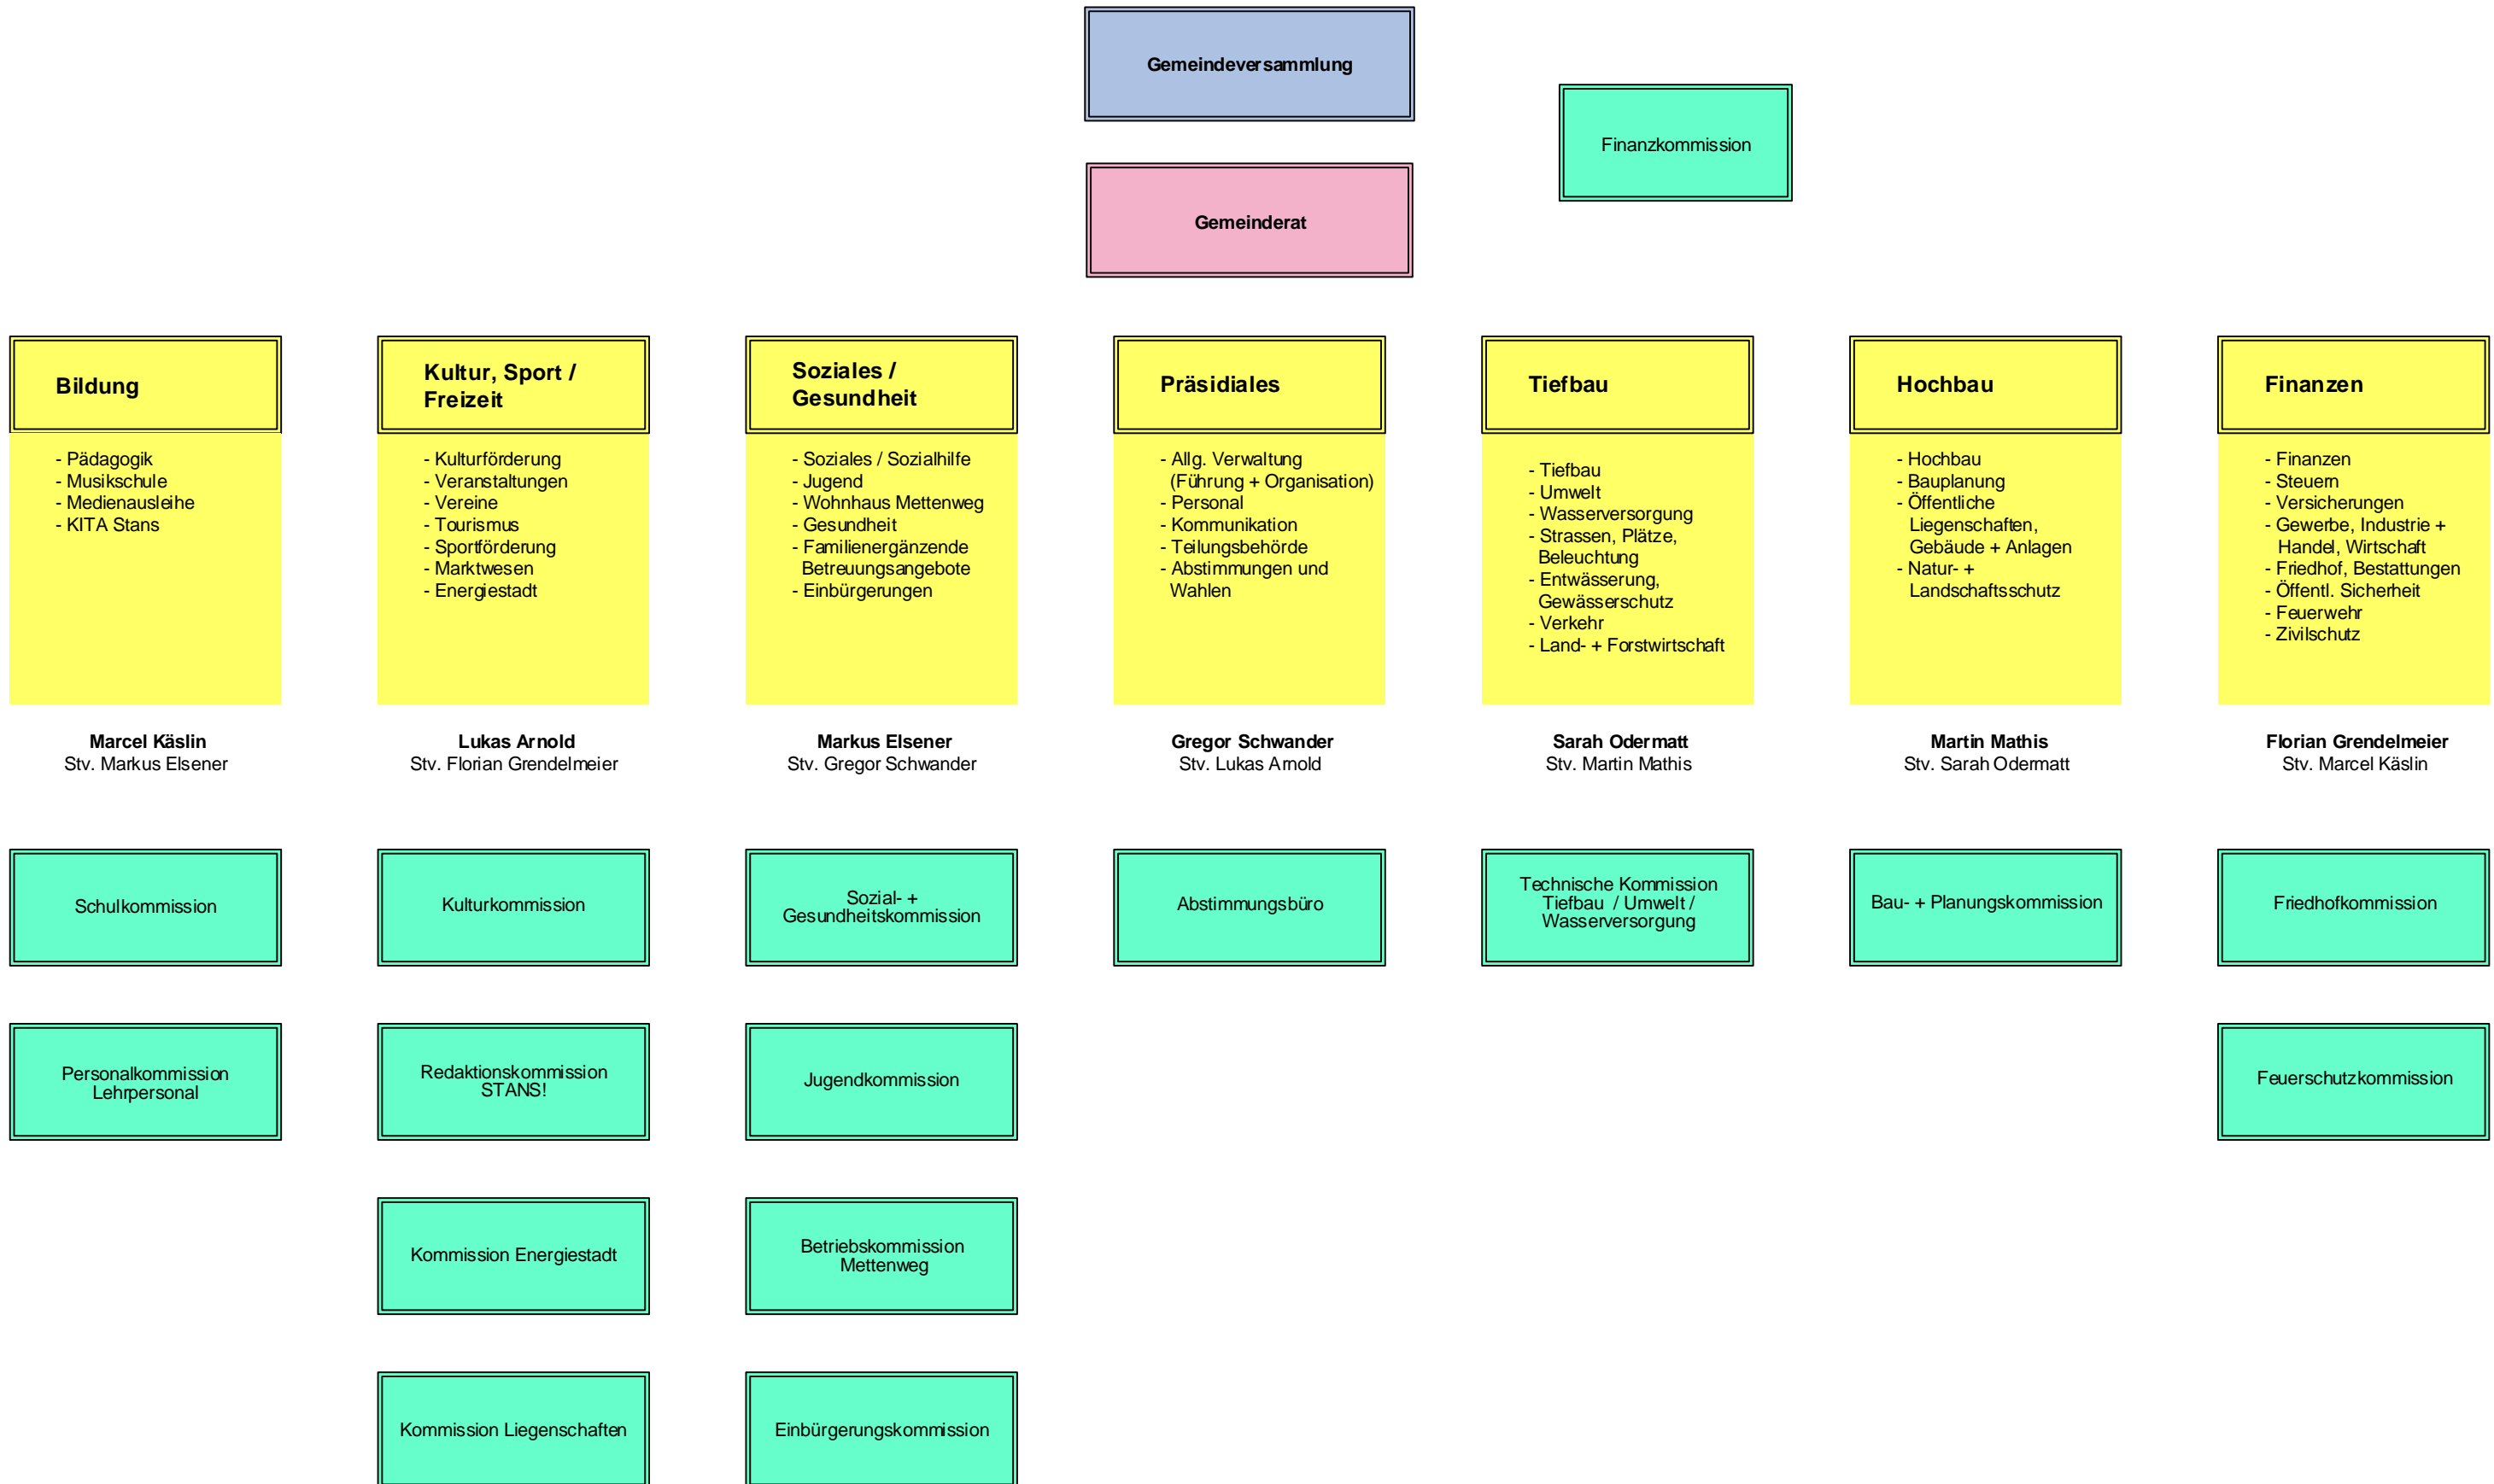 Gemeindeversammlung
Finanzkommission
Gemeinderat
Bildung
- Pädagogik
- Musikschule
- Medienausleihe
- KITA Stans
Marcel Käslin
Stv. Markus Elsener
Schulkommission
Personalkommission
Lehrpersonal
Kultur, Sport /
Freizeit
- Kulturförderung
- Veranstaltungen
- Vereine
- Tourismus
- Sportförderung
- Marktwesen
- Energiestadt
Lukas Arnold
Stv. Florian Grendelmeier
Kulturkommission
Redaktionskommission
STANS!
Kommission Energiestadt
Kommission Liegenschaften
Soziales /
Gesundheit
- Soziales / Sozialhilfe
- Jugend
- Wohnhaus Mettenweg
- Gesundheit
- Familienergänzende
Betreuungsangebote
- Einbürgerungen
Markus Elsener
Stv. Gregor Schwander
Sozial- +
Gesundheitskommission
Jugendkommission
Betriebskommission
Mettenweg
Einbürgerungskommission
Präsidiales
- Allg. Verwaltung
(Führung + Organisation)
- Personal
- Kommunikation
- Teilungsbehörde
- Abstimmungen und
Wahlen
Gregor Schwander
Stv. Lukas Arnold
Abstimmungsbüro
Tiefbau
- Tiefbau
- Umwelt
- Wasserversorgung
- Strassen, Plätze,
Beleuchtung
- Entwässerung,
Gewässerschutz
- Verkehr
- Land- + Forstwirtschaft
Sarah Odermatt
Stv. Martin Mathis
Technische Kommission
Tiefbau / Umwelt /
Wasserversorgung
Hochbau
- Hochbau
- Bauplanung
- Öffentliche
Liegenschaften,
Gebäude + Anlagen
- Natur- +
Landschaftsschutz
Martin Mathis
Stv. Sarah Odermatt
Bau- + Planungskommission
Finanzen
- Finanzen
- Steuern
- Versicherungen
- Gewerbe, Industrie +
Handel, Wirtschaft
- Friedhof, Bestattungen
- Öffentl. Sicherheit
- Feuerwehr
- Zivilschutz
Florian Grendelmeier
Stv. Marcel Käslin
Friedhofkommission
Feuerschutzkommission